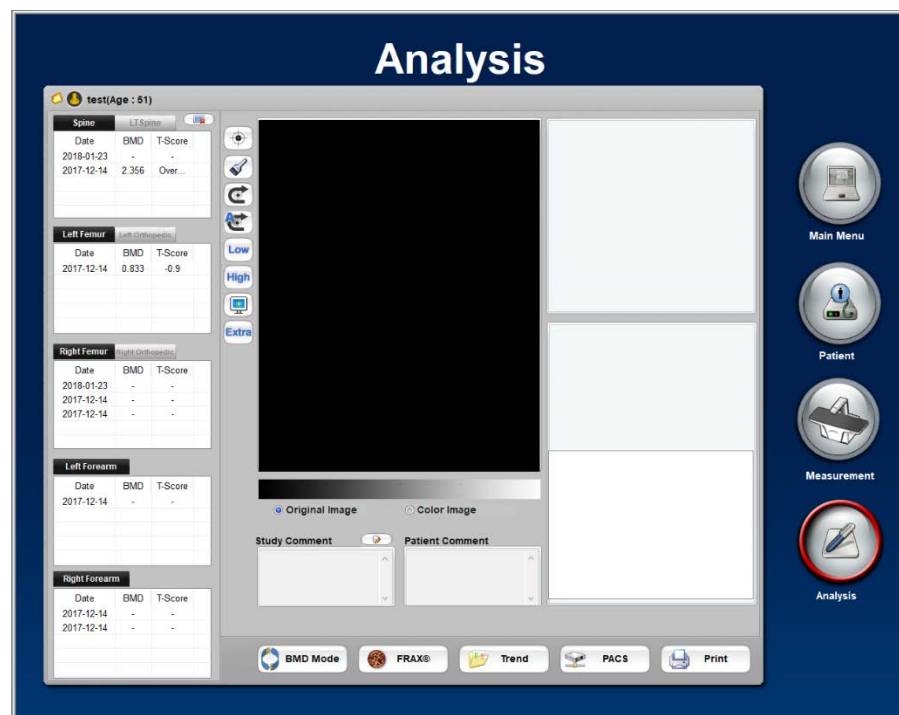 Analysis
test(Age : 51)
Spine LT Spine
Date BMD T-Score
2018-01-23 - -
2017-12-14 2.356 Over...
Left Femur Left Orthopedic
Date BMD T-Score
2017-12-14 0.833 -0.9
Right Femur Right Orthopedic
Date BMD T-Score
2018-01-23 - -
2017-12-14 - -
2017-12-14 - -
Left Forearm
Date BMD T-Score
2017-12-14 - -
Right Forearm
Date BMD T-Score
2017-12-14 - -
2017-12-14 - -
A
Low
High
Extra
Original Image Color Image
Study Comment Patient Comment
BMD Mode FRAX® Trend PACS Print
Main Menu
Patient
Measurement
Analysis